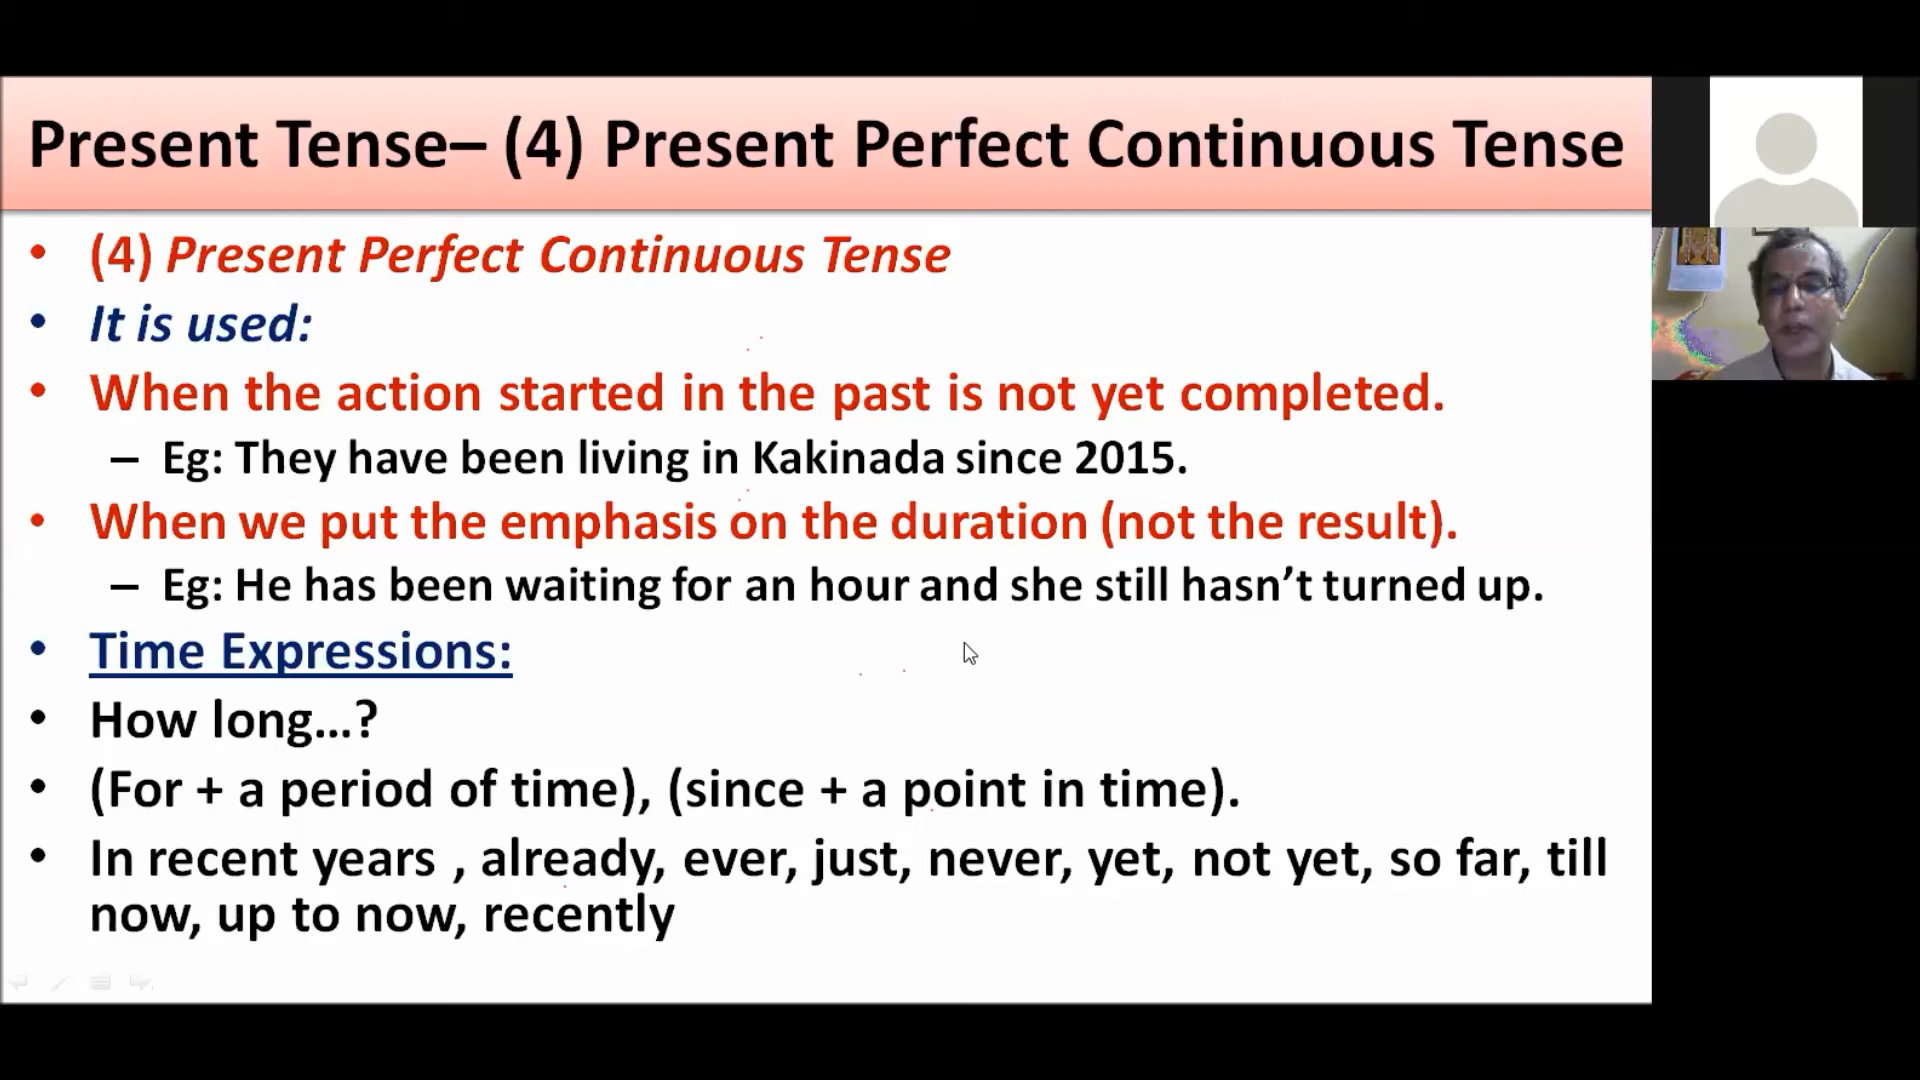 Present Tense– (4) Present Perfect Continuous Tense
• (4) Present Perfect Continuous Tense
• It is used:
• When the action started in the past is not yet completed.
– Eg: They have been living in Kakinada since 2015.
• When we put the emphasis on the duration (not the result).
– Eg: He has been waiting for an hour and she still hasn’t turned up.
• Time Expressions:
• How long...?
• (For + a period of time), (since + a point in time).
• In recent years , already, ever, just, never, yet, not yet, so far, till
now, up to now, recently